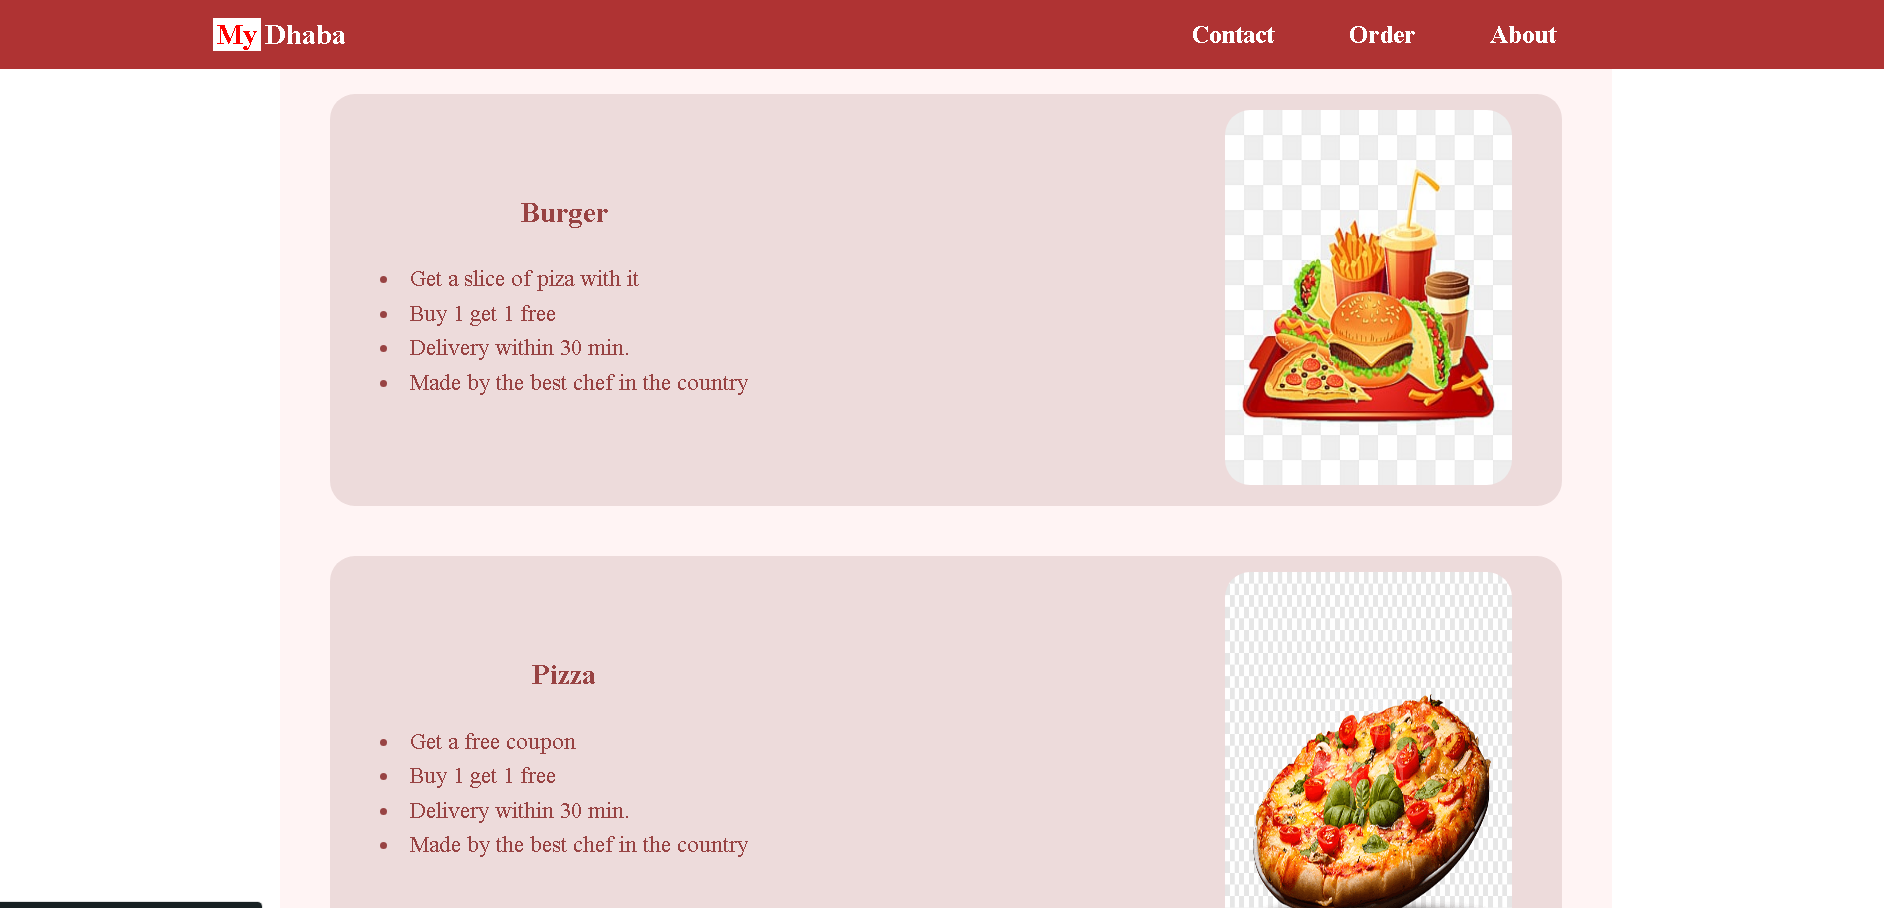 My Dhaba
Contact
Order
About
Burger
Get a slice of piza with it
Buy 1 get 1 free
Delivery within 30 min.
Made by the best chef in the country
Pizza
Get a free coupon
Buy 1 get 1 free
Delivery within 30 min.
Made by the best chef in the country